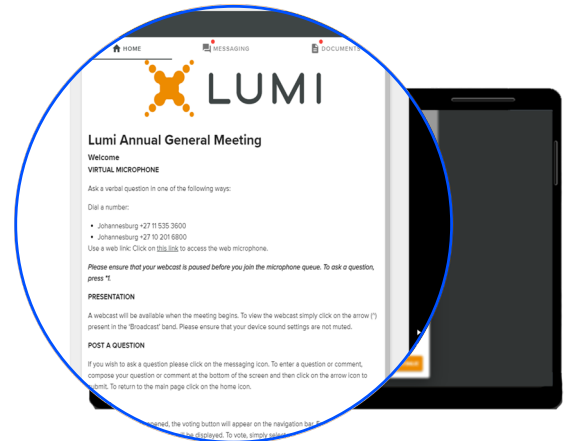 HOME MESSAGING DOCUMENTS
LUMI
Lumi Annual General Meeting
Welcome
VIRTUAL MICROPHONE
Ask a verbal question in one of the following ways:
Dial a number:
• Johannesburg +27 11 535 3600
• Johannesburg +27 10 201 6800
Use a web link: Click on this link to access the web microphone.
Please ensure that your webcast is paused before you join the microphone queue. To ask a question,
press *1.
PRESENTATION
A webcast will be available when the meeting begins. To view the webcast simply click on the arrow (")
present in the 'Broadcast' band. Please ensure that your device sound settings are not muted.
POST A QUESTION
If you wish to ask a question please click on the messaging icon. To enter a question or comment,
compose your question or comment at the bottom of the screen and then click on the arrow icon to
submit. To return to the main page click on the home icon.
opened, the voting button will appear on the navigation bar.
will be displayed. To vote, simply